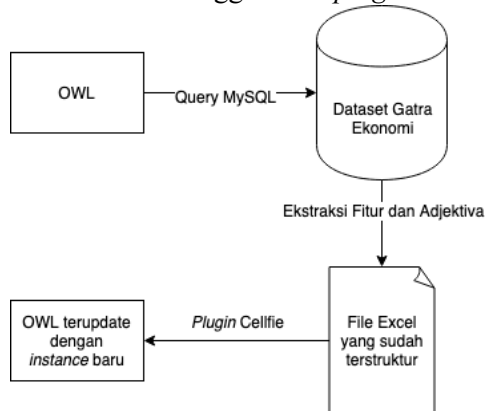 OWL
Query MySQL
Dataset Gatra
Ekonomi
Ekstraksi Fitur dan Adjektiva
OWL terupdate
dengan
instance baru
Plugin Cellfie
File Excel
yang sudah
terstruktur